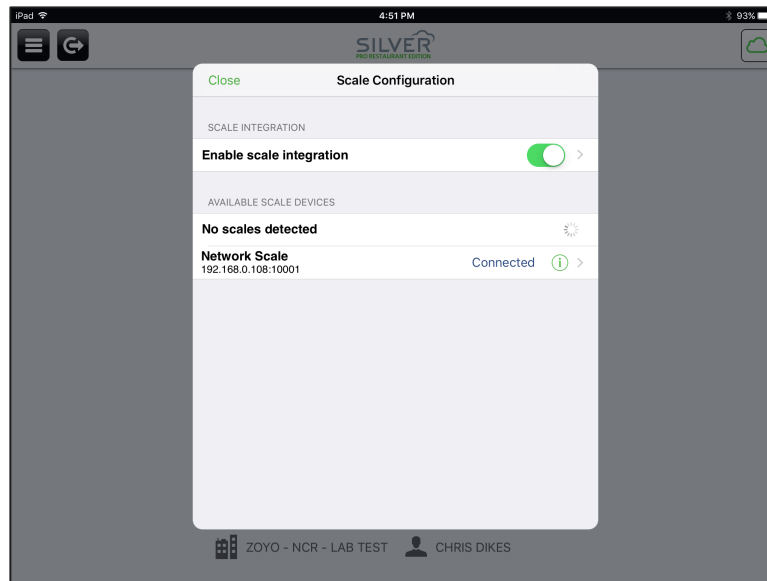 iPad
4:51 PM
93%
SILVER
PRO RESTAURANT EDITION
Close
Scale Configuration
SCALE INTEGRATION
Enable scale integration
AVAILABLE SCALE DEVICES
No scales detected
Network Scale
192.168.0.108:10001
Connected
ZOYO - NCR - LAB TEST
CHRIS DIKES